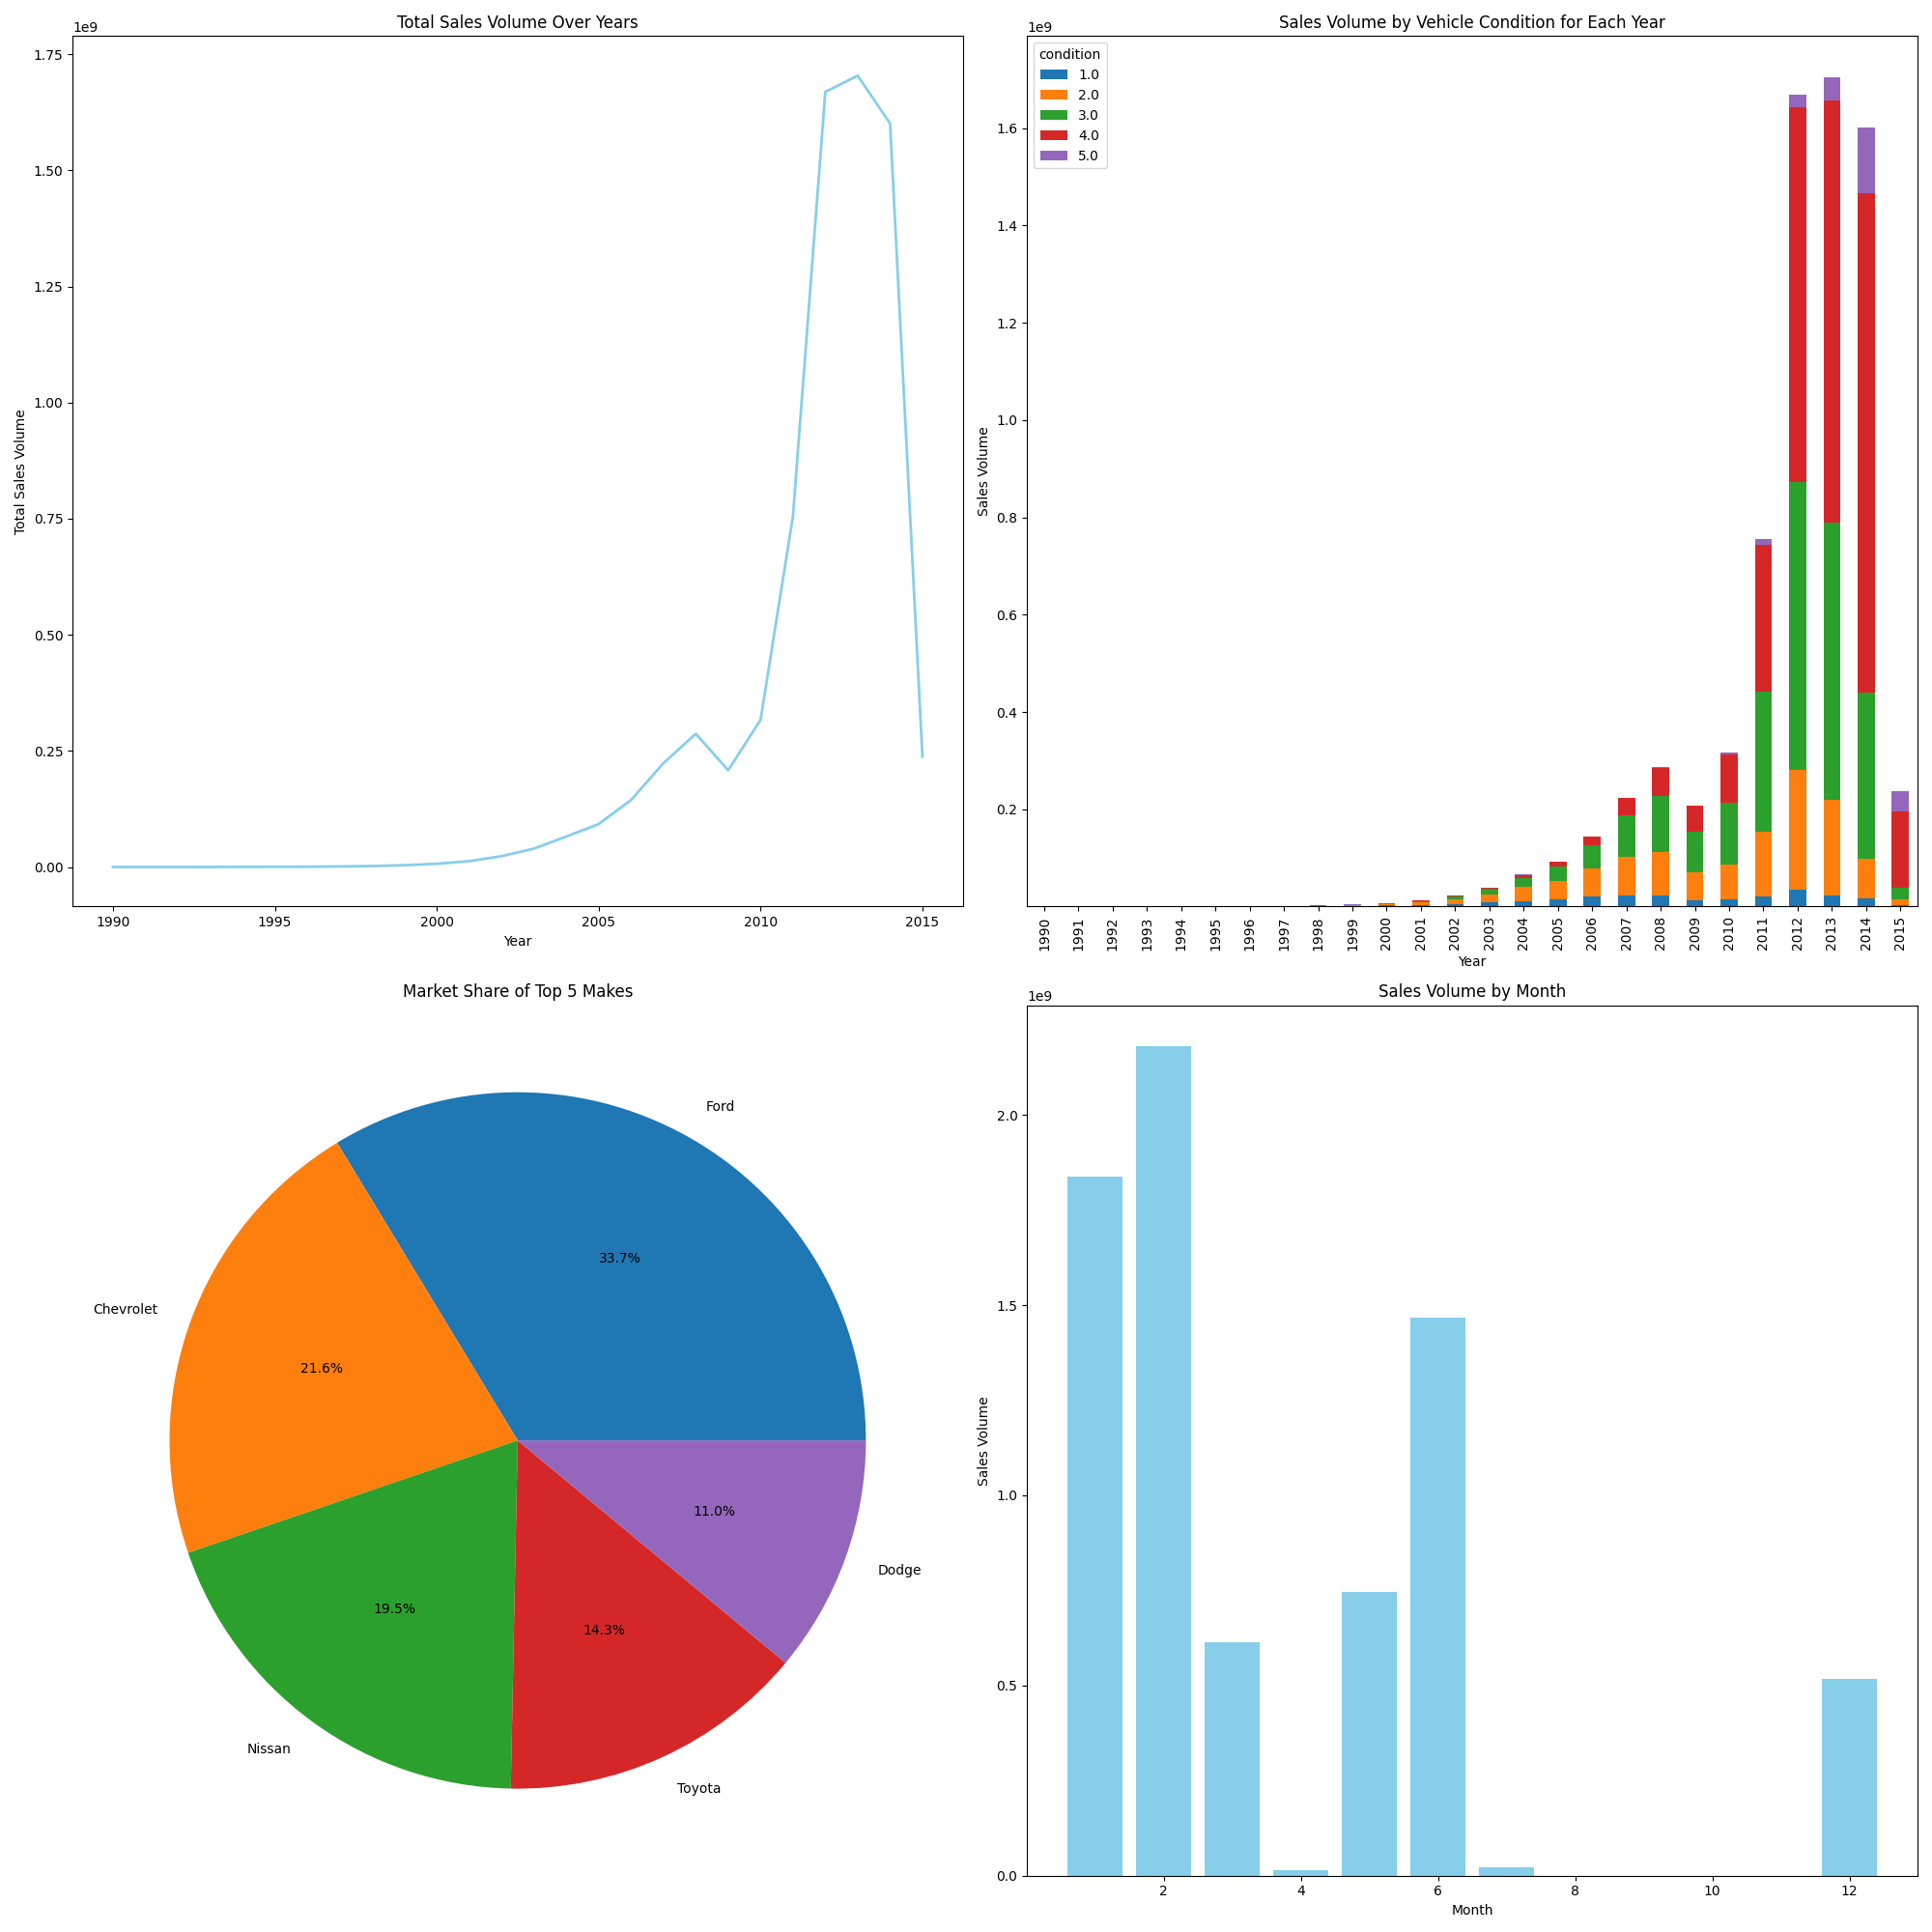 Total Sales Volume Over Years
1e9
1.75
1.50
1.25
1.00
0.75
0.50
0.25
0.00
Total Sales Volume
1990 1995 2000 2005 2010 2015
Year
Sales Volume by Vehicle Condition for Each Year
1e9
condition
1.0
2.0
3.0
4.0
5.0
1.6
1.4
1.2
1.0
0.8
0.6
0.4
0.2
Sales Volume
1990 1991 1992 1993 1994 1995 1996 1997 1998 1999 2000 2001 2002 2003 2004 2005 2006 2007 2008 2009 2010 2011 2012 2013 2014 2015
Year
Market Share of Top 5 Makes
Ford
33.7%
Chevrolet
21.6%
Nissan
19.5%
Toyota
14.3%
Dodge
11.0%
Sales Volume by Month
1e9
2.0
1.5
1.0
0.5
0.0
Sales Volume
2 4 6 8 10 12
Month